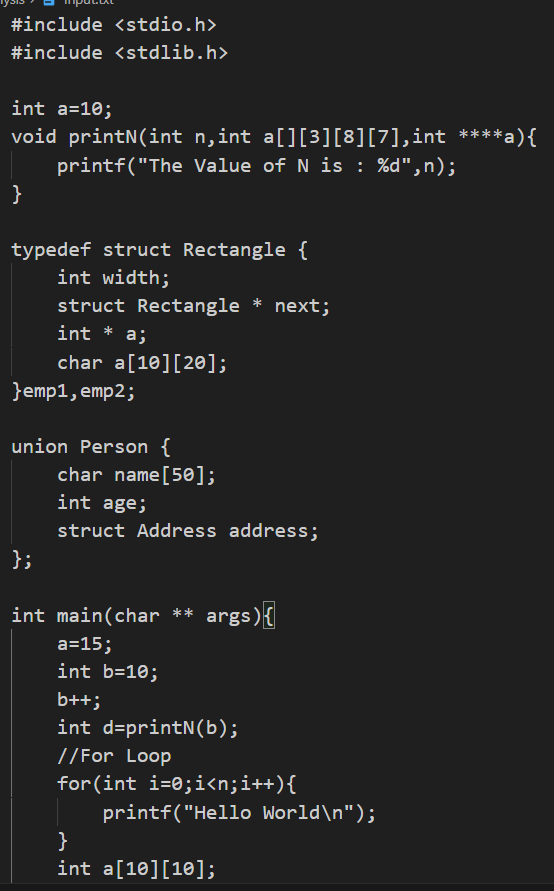 input.txt
#include <stdio.h>
#include <stdlib.h>
int a=10;
void printN(int n,int a[][3][8][7],int ****a){
printf("The Value of N is : %d",n);
}
typedef struct Rectangle {
int width;
struct Rectangle * next;
int * a;
char a[10][20];
}emp1,emp2;
union Person {
char name[50];
int age;
struct Address address;
};
int main(char ** args){
a=15;
int b=10;
b++;
int d=printN(b);
//For Loop
for(int i=0;i<n;i++){
printf("Hello World\n");
}
int a[10][10];